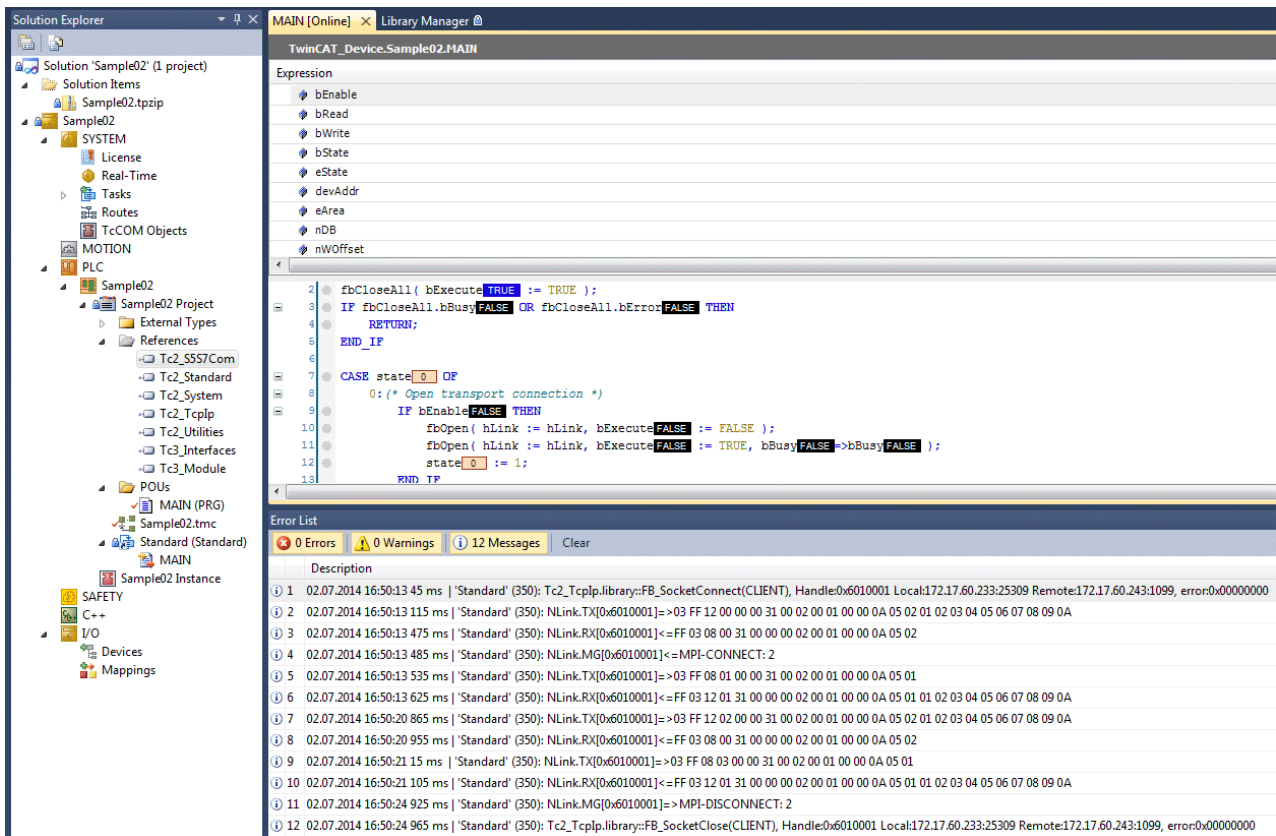 Solution Explorer
Solution 'Sample02' (1 project)
Solution Items
Sample02.tpzip
Sample02
SYSTEM
License
Real-Time
Tasks
Routes
TcCOM Objects
MOTION
PLC
Sample02
Sample02 Project
External Types
References
Tc2_S5S7Com
Tc2_Standard
Tc2_System
Tc2_TcpIp
Tc2_Utilities
Tc3_Interfaces
Tc3_Module
POUs
MAIN (PRG)
Sample02.tmc
Standard (Standard)
MAIN
Sample02 Instance
SAFETY
C++
I/O
Devices
Mappings
MAIN [Online] Library Manager
TwinCAT_Device.Sample02.MAIN
Expression
bEnable
bRead
bWrite
bState
eState
devAddr
eArea
nDB
nWOffset
2 fbCloseAll( bExecute TRUE := TRUE );
3 IF fbCloseAll.bBusy FALSE OR fbCloseAll.bError FALSE THEN
4 RETURN;
5 END_IF
6
7 CASE state 0 OF
8 0:(* Open transport connection *)
9 IF bEnable FALSE THEN
10 fbOpen( hLink := hLink, bExecute FALSE := FALSE );
11 fbOpen( hLink := hLink, bExecute FALSE := TRUE, bBusy FALSE =>bBusy FALSE );
12 state 0 := 1;
13 END_IF
Error List
0 Errors 0 Warnings 12 Messages Clear
Description
1 02.07.2014 16:50:13 45 ms | 'Standard' (350): Tc2_TcpIp.library::FB_SocketConnect(CLIENT), Handle:0x6010001 Local:172.17.60.233:25309 Remote:172.17.60.243:1099, error:0x00000000
2 02.07.2014 16:50:13 115 ms | 'Standard' (350): NLink.TX[0x6010001]=>03 FF 12 00 00 00 31 00 02 00 01 00 00 0A 05 02 01 02 03 04 05 06 07 08 09 0A
3 02.07.2014 16:50:13 475 ms | 'Standard' (350): NLink.RX[0x6010001]<=FF 03 08 00 31 00 00 00 02 00 01 00 00 0A 05 02
4 02.07.2014 16:50:13 485 ms | 'Standard' (350): NLink.MG[0x6010001]<=MPI-CONNECT: 2
5 02.07.2014 16:50:13 535 ms | 'Standard' (350): NLink.TX[0x6010001]=>03 FF 08 01 00 00 31 00 02 00 01 00 00 0A 05 01
6 02.07.2014 16:50:13 625 ms | 'Standard' (350): NLink.RX[0x6010001]<=FF 03 12 01 31 00 00 00 02 00 01 00 00 0A 05 01 01 02 03 04 05 06 07 08 09 0A
7 02.07.2014 16:50:20 865 ms | 'Standard' (350): NLink.TX[0x6010001]=>03 FF 12 02 00 00 31 00 02 00 01 00 00 0A 05 02 01 02 03 04 05 06 07 08 09 0A
8 02.07.2014 16:50:20 955 ms | 'Standard' (350): NLink.RX[0x6010001]<=FF 03 08 00 31 00 00 00 02 00 01 00 00 0A 05 02
9 02.07.2014 16:50:21 15 ms | 'Standard' (350): NLink.TX[0x6010001]=>03 FF 08 03 00 00 31 00 02 00 01 00 00 0A 05 01
10 02.07.2014 16:50:21 105 ms | 'Standard' (350): NLink.RX[0x6010001]<=FF 03 12 01 31 00 00 00 02 00 01 00 00 0A 05 01 01 02 03 04 05 06 07 08 09 0A
11 02.07.2014 16:50:24 925 ms | 'Standard' (350): NLink.MG[0x6010001]=>MPI-DISCONNECT: 2
12 02.07.2014 16:50:24 965 ms | 'Standard' (350): Tc2_TcpIp.library::FB_SocketClose(CLIENT), Handle:0x6010001 Local:172.17.60.233:25309 Remote:172.17.60.243:1099, error:0x00000000